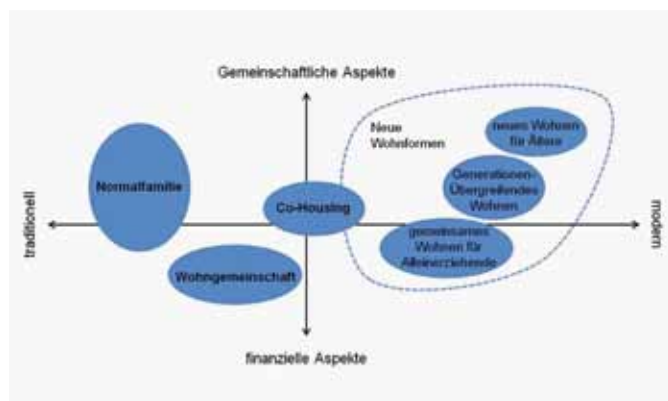 Gemeinschaftliche Aspekte
Neue
Wohnformen
neues Wohnen
für Ältere
Normalfamilie
Generationen-
Übergreifendes
Wohnen
Co-Housing
traditionell
modern
gemeinsames
Wohnen für
Alleinerziehende
Wohngemeinschaft
finanzielle Aspekte